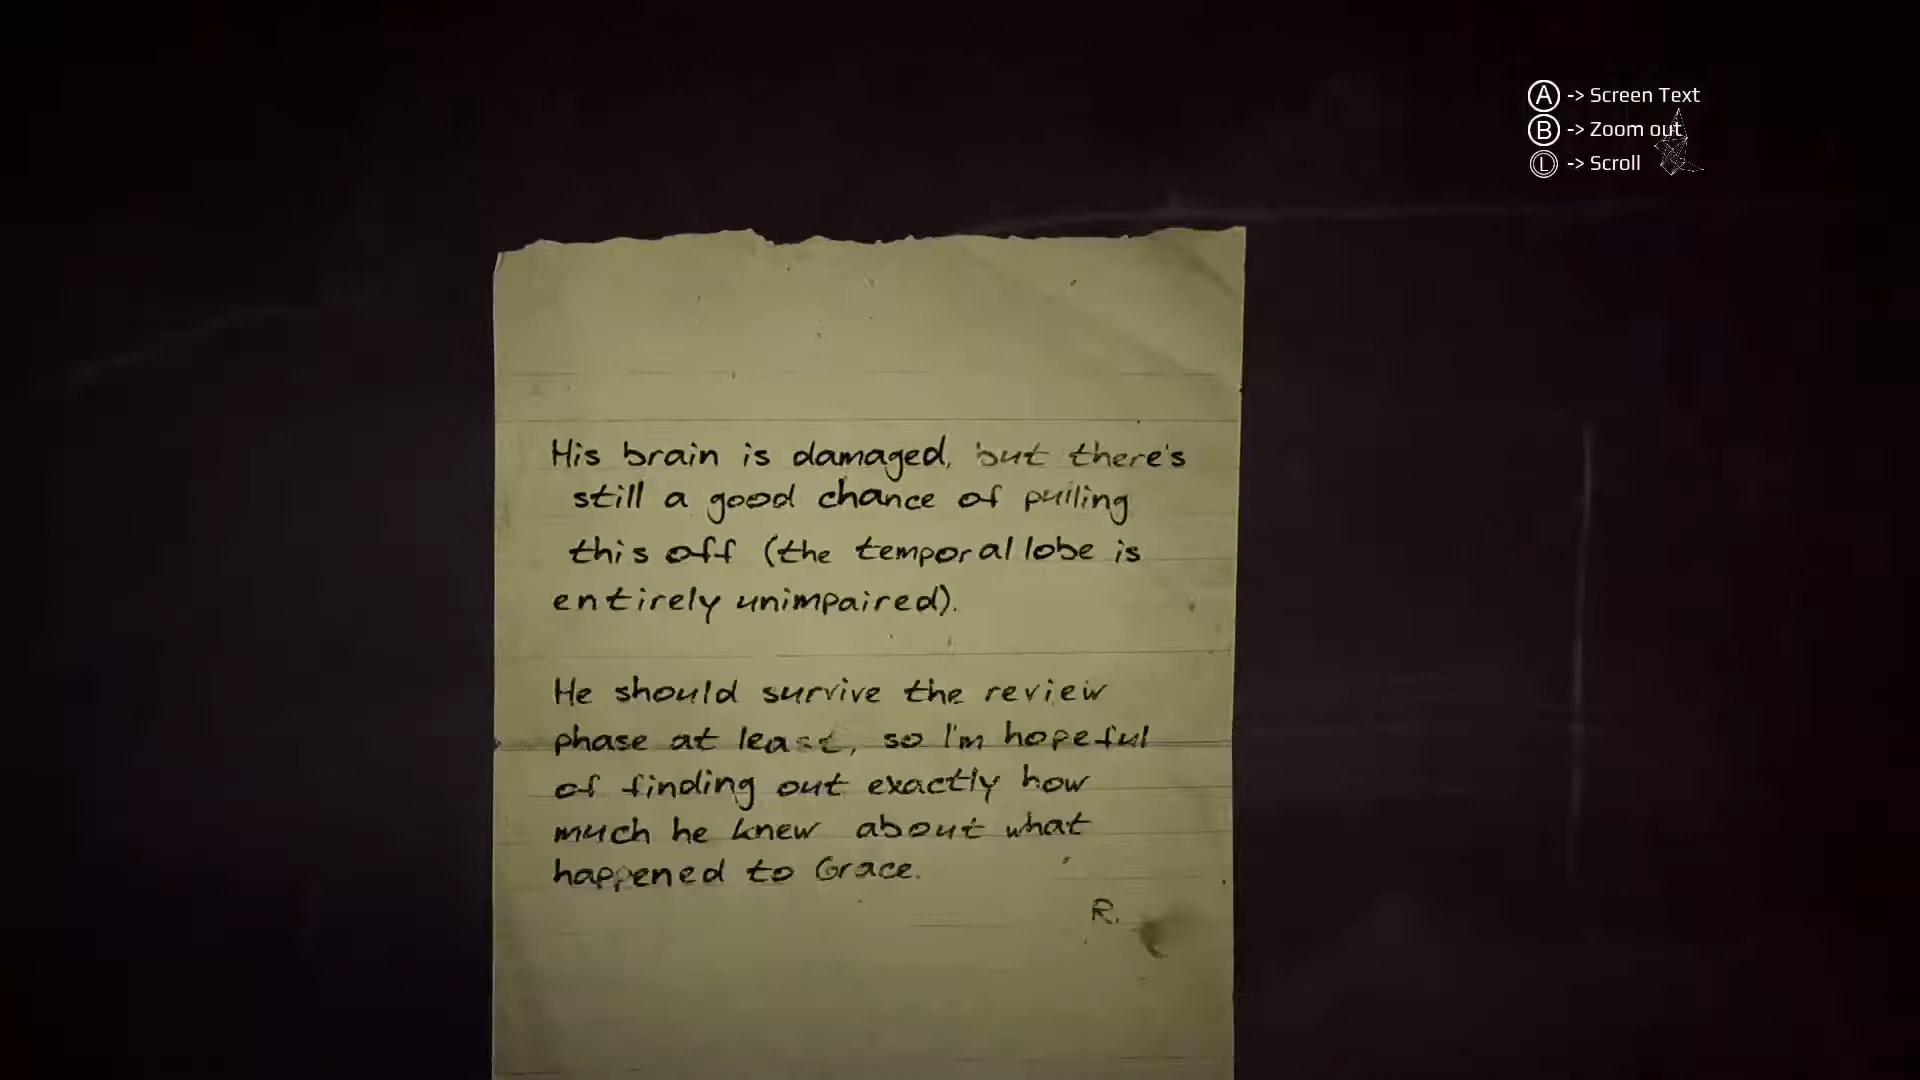 A -> Screen Text
B -> Zoom out
L -> Scroll
His brain is damaged, but there's
still a good chance of pulling
this off (the temporal lobe is
entirely unimpaired).
He should survive the review
phase at least, so I'm hopeful
of finding out exactly how
much he knew about what
happened to Grace.
R.